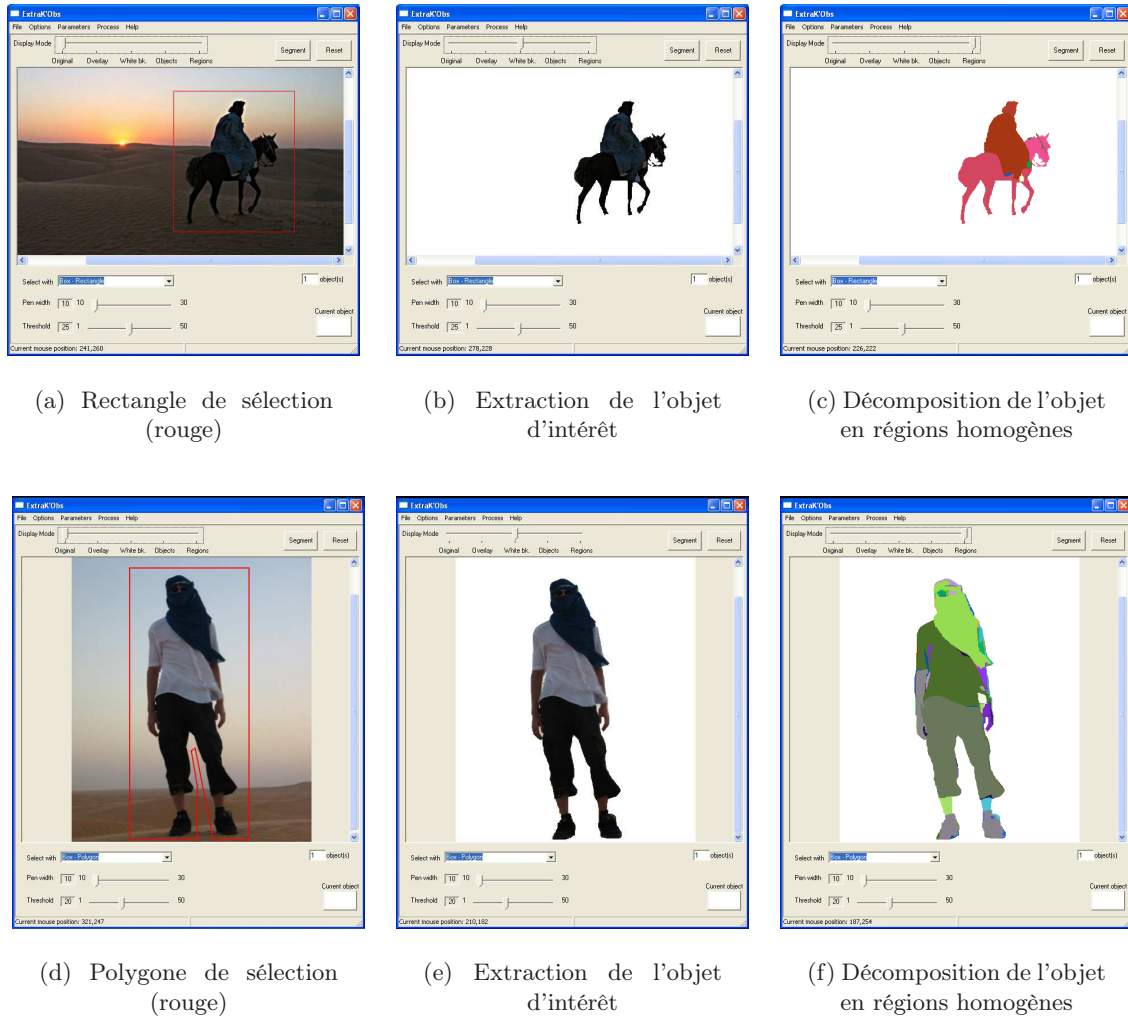 ExtraK'Obs
File Options Parameters Process Help
Display Mode
Segment
Reset
Original Overlay White bk. Objects Regions
Select with Box - Rectangle
1 object(s)
Pen width 10 10 30
Current object
Threshold 25 1 50
Current mouse position: 241,260
ExtraK'Obs
File Options Parameters Process Help
Display Mode
Segment
Reset
Original Overlay White bk. Objects Regions
Select with Box - Rectangle
1 object(s)
Pen width 10 10 30
Current object
Threshold 25 1 50
Current mouse position: 278,228
ExtraK'Obs
File Options Parameters Process Help
Display Mode
Segment
Reset
Original Overlay White bk. Objects Regions
Select with Box - Rectangle
1 object(s)
Pen width 10 10 30
Current object
Threshold 25 1 50
Current mouse position: 226,222
(a) Rectangle de sélection
(rouge)
(b) Extraction de l'objet
d'intérêt
(c) Décomposition de l'objet
en régions homogènes
ExtraK'Obs
File Options Parameters Process Help
Display Mode
Segment
Reset
Original Overlay White bk. Objects Regions
Select with Box - Polygon
1 object(s)
Pen width 10 10 30
Current object
Threshold 20 1 50
Current mouse position: 321,247
ExtraK'Obs
File Options Parameters Process Help
Display Mode
Segment
Reset
Original Overlay White bk. Objects Regions
Select with Box - Polygon
1 object(s)
Pen width 10 10 30
Current object
Threshold 20 1 50
Current mouse position: 210,182
ExtraK'Obs
File Options Parameters Process Help
Display Mode
Segment
Reset
Original Overlay White bk. Objects Regions
Select with Box - Polygon
1 object(s)
Pen width 10 10 30
Current object
Threshold 20 1 50
Current mouse position: 187,254
(d) Polygone de sélection
(rouge)
(e) Extraction de l'objet
d'intérêt
(f) Décomposition de l'objet
en régions homogènes